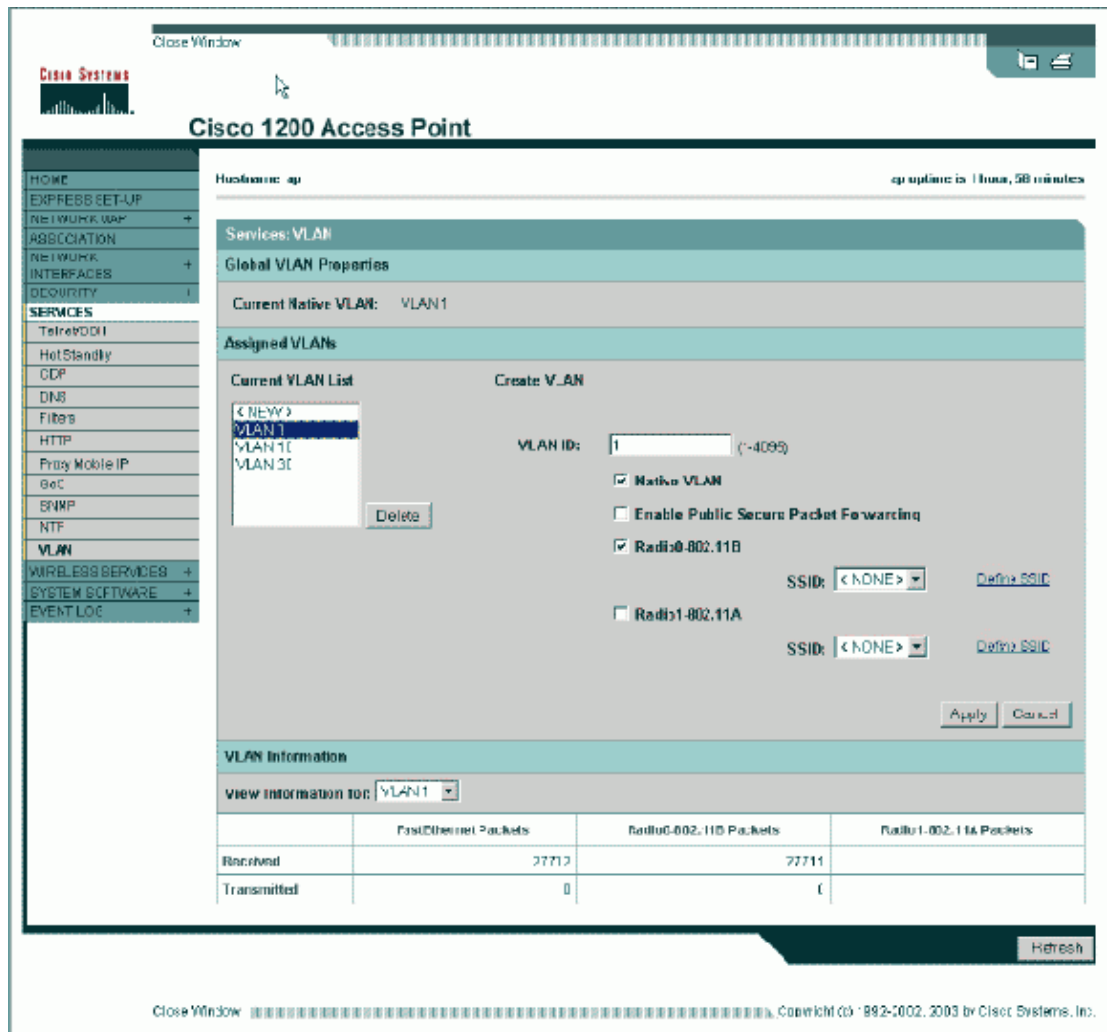 Close Window
CISCO SYSTEMS
Cisco 1200 Access Point
HOME
EXPRESS SET-UP
NETWORK MAP +
ASSOCIATION
NETWORK
INTERFACES +
SECURITY +
SERVICES
Telnet/SSH
Hot Standby
CDP
DNS
Filters
HTTP
Proxy Mobile IP
QoS
SNMP
NTP
VLAN
WIRELESS SERVICES +
SYSTEM SOFTWARE +
EVENT LOG +
Hostname ap
ap uptime is 1 hour, 58 minutes
Services: VLAN
Global VLAN Properties
Current Native VLAN: VLAN 1
Assigned VLANs
Current VLAN List
Create VLAN
< NEW >
VLAN 1
VLAN 10
VLAN 30
Delete
VLAN ID: 1 (1-4095)
Native VLAN
Enable Public Secure Packet Forwarding
Radio0-802.11B
SSID: < NONE > Define SSID
Radio1-802.11A
SSID: < NONE > Define SSID
Apply Cancel
VLAN Information
View Information for: VLAN 1
FastEthernet Packets Radio0-802.11B Packets Radio1-802.11A Packets
Received 27712 27711
Transmitted 0 0
Refresh
Close Window
Copyright (c) 1992-2002, 2003 by Cisco Systems, Inc.